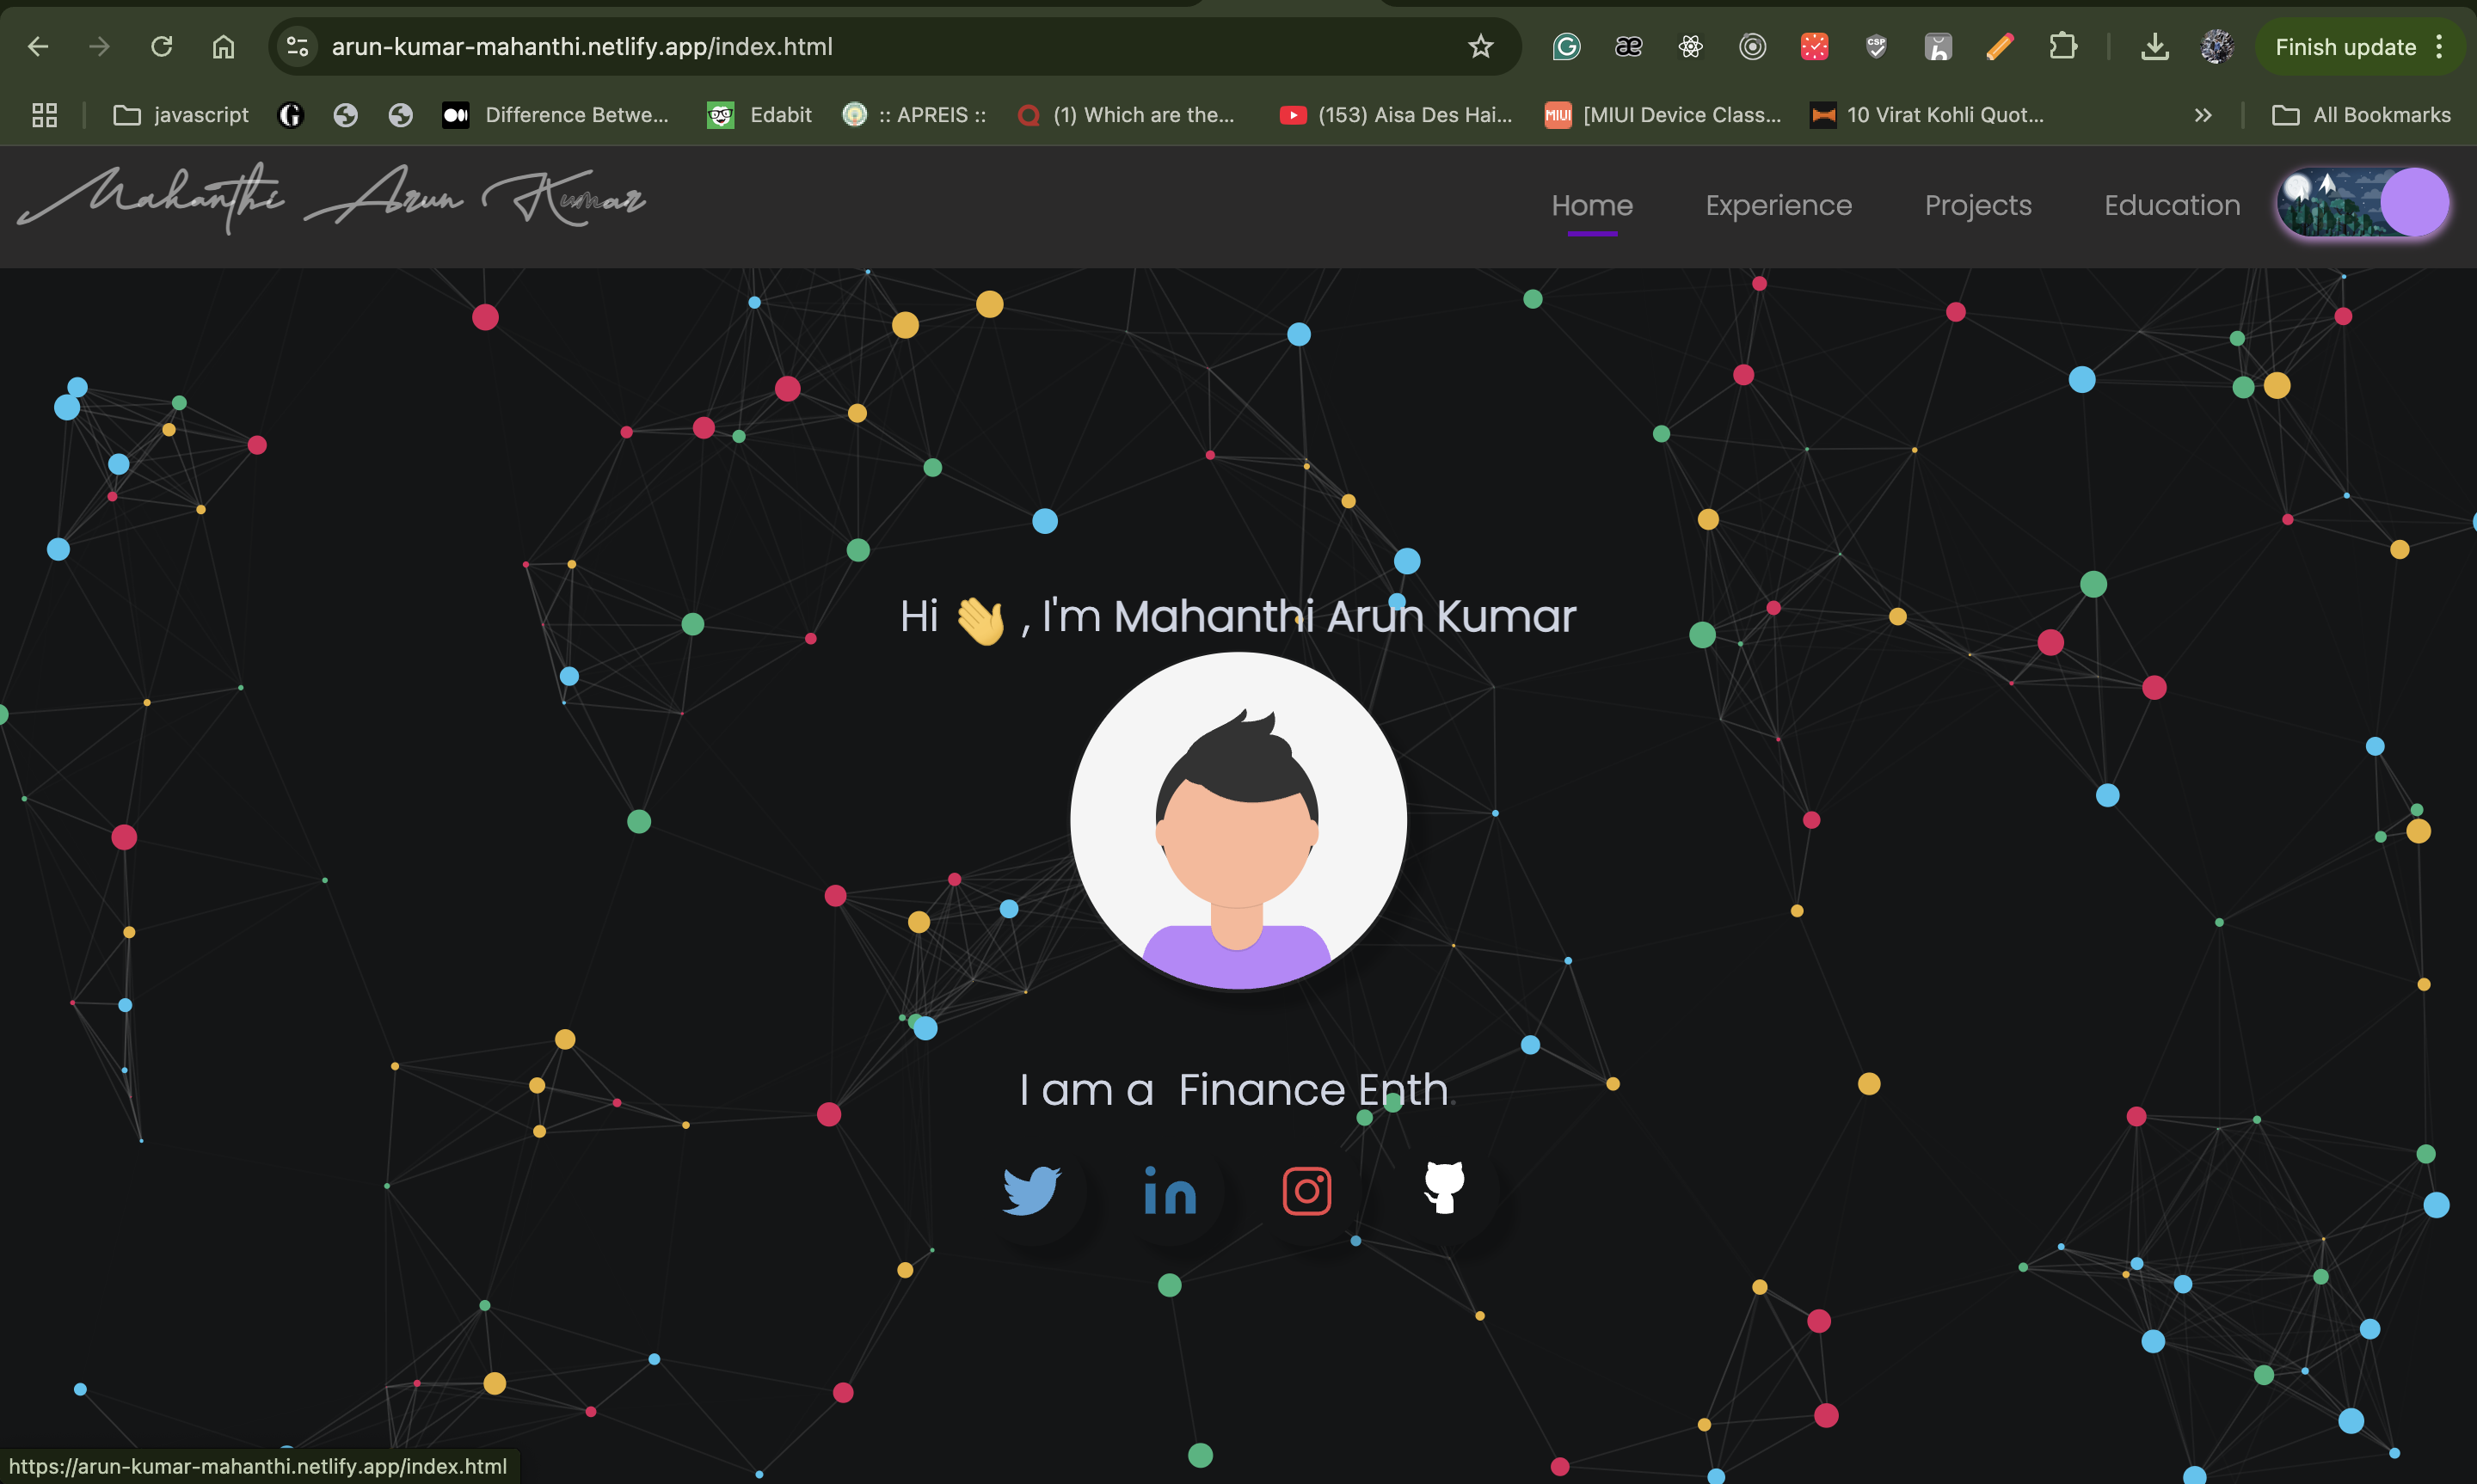 arun-kumar-mahanthi.netlify.app/index.html
Finish update
javascript
Difference Betwe...
Edabit
:: APREIS ::
(1) Which are the...
(153) Aisa Des Hai...
MIUI
[MIUI Device Class...
10 Virat Kohli Quot...
All Bookmarks
Mahanthi Arun Kumar
Home
Experience
Projects
Education
Hi 👋 , I'm Mahanthi Arun Kumar
I am a Finance Enth
https://arun-kumar-mahanthi.netlify.app/index.html